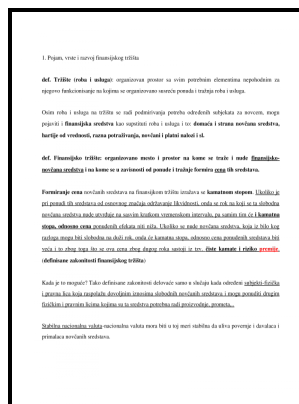 1. Pojam, vrste i razvoj finansijskog tržišta
def. Tržište (roba i usluga): organizovan prostor sa svim potrebnim elementima neophodnim za
njegovo funkcionisanje na kojima se organizovano susreću ponuda i tražnja roba i usluga.
Osim roba i usluga na tržištu se radi podmirivanja potreba određenih subjekata za novcem, mogu
pojaviti i finansijska sredstva kao supstituti roba i usluga i to: domaća i strana novčana sredstva,
hartije od vrednosti, razna potraživanja, novčani i platni nalozi i sl.
def. Finansijsko tržište: organizovano mesto i prostor na kome se traže i nude finansijsko-
novčana sredstva i na kome se u zavisnosti od ponude i tražnje formira cena tih sredstava.
Formiranje cena novčanih sredstava na finansijskom tržištu izražava se kamatnom stopom. Ukoliko je
pri ponudi tih sredstava od osnovnog značaja održavanje likvidnosti, onda se rok na koji se ta slobodna
novčana sredstva nude utvrđuje na sasvim kratkom vremenskom intervalu, pa samim tim će i kamatna
stopa, odnosno cena ponuđenih efekata niti niža. Ukoliko se nude novčana sredstva, koja iz bilo kog
razloga mogu biti slobodna na duži rok, onda će kamatna stopa, odnosno cena ponuđenih sredstava biti
veća i to zbog toga što se ova cena zbog dugog roka sastoji iz tzv. čiste kamate i riziko premije.
(definisane zakonitosti finansijskog tržišta)
Kada je to moguće? Tako definisane zakonitosti delovaće samo u slučaju kada određeni subjekti-fizička
i pravna lica koja raspolažu dovoljnim iznosima slobodnih novčanih sredstava i mogu ponuditi drugim
fizičkim i pravnim licima kojima su ta sredstva potrebna radi proizvodnje, prometa,..
Stabilna nacionalna valuta-nacionalna valuta mora biti u toj meri stabilna da uliva poverenje i davalaca i
primalaca novčanih sredstava.